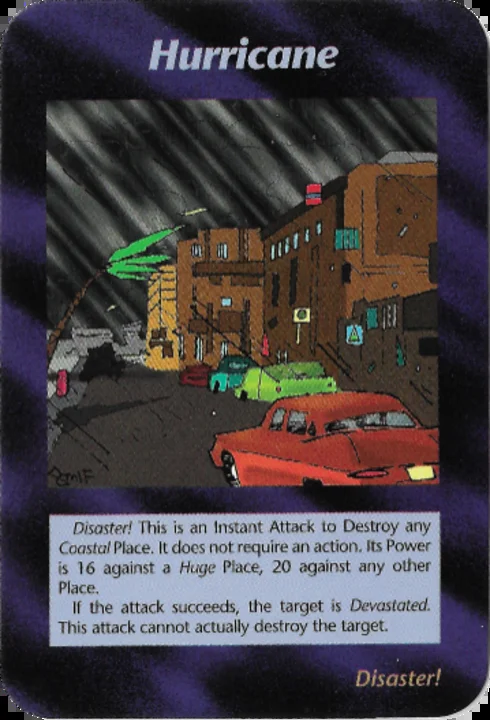 Hurricane
Disaster! This is an Instant Attack to Destroy any
Coastal Place. It does not require an action. Its Power
is 16 against a Huge Place, 20 against any other
Place.
If the attack succeeds, the target is Devastated.
This attack cannot actually destroy the target.
Disaster!